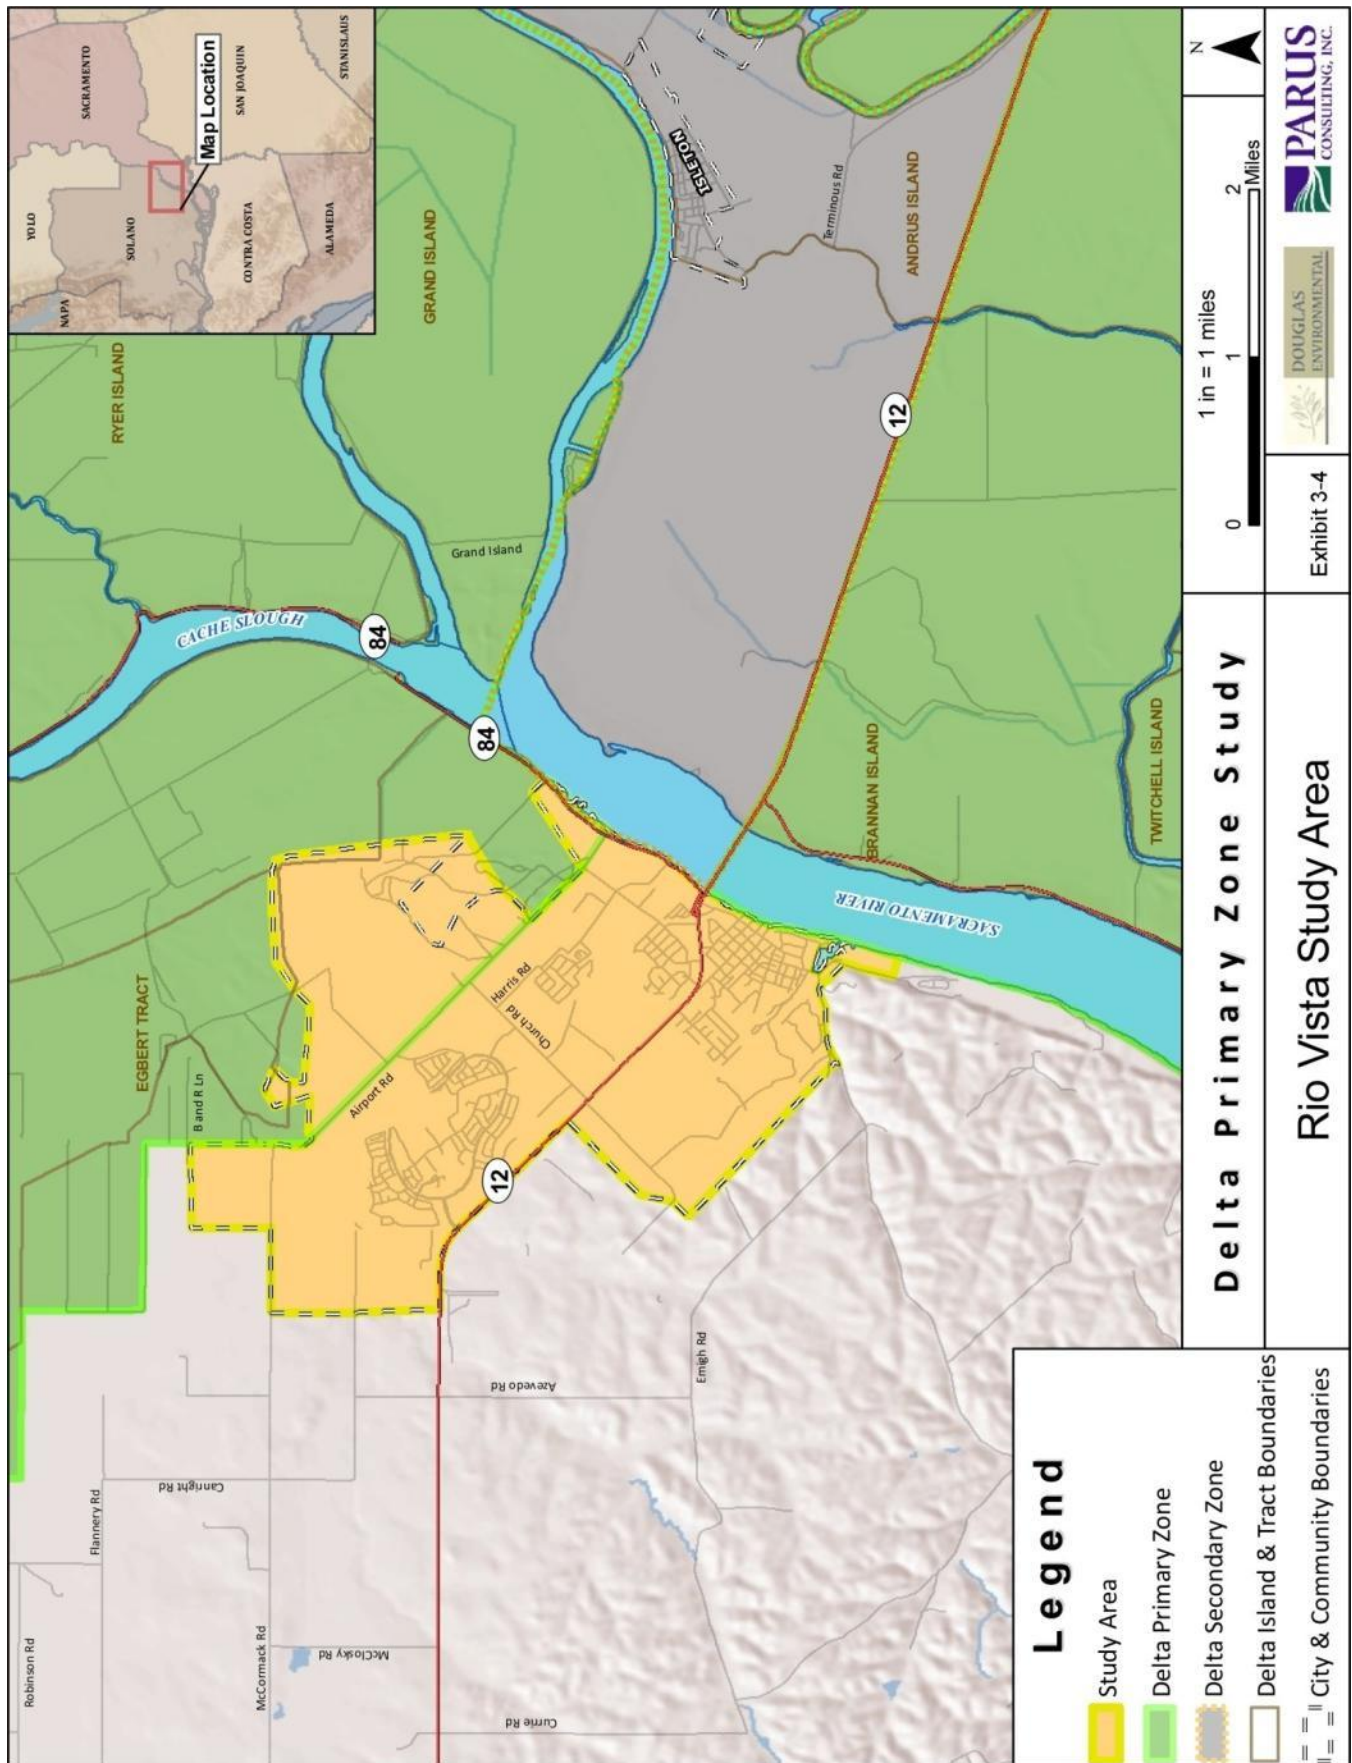 YOLO
NAPA
SACRAMENTO
SOLANO
Map Location
CONTRA COSTA
SAN JOAQUIN
ALAMEDA
STANISLAUS
RYER ISLAND
GRAND ISLAND
Robinson Rd
Flannery Rd
Canright Rd
B and R Ln
EGBERT TRACT
CACHE SLOUGH
84
Grand Island
84
ISLETON
McCormack Rd
McClosky Rd
Currie Rd
Azevedo Rd
Airport Rd
Harris Rd
Church Rd
12
Emigh Rd
Terminous Rd
ANDRUS ISLAND
12
BRANNAN ISLAND
SACRAMENTO RIVER
TWITCHELL ISLAND
Legend
Study Area
Delta Primary Zone
Delta Secondary Zone
Delta Island & Tract Boundaries
City & Community Boundaries
Delta Primary Zone Study
Rio Vista Study Area
1 in = 1 miles
0 1 2
Miles
N
Exhibit 3-4
DOUGLAS
ENVIRONMENTAL
PARUS
CONSULTING, INC.